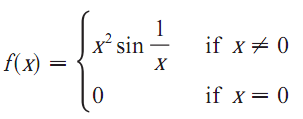 f(x) = { x² sin 1/x if x ≠ 0
0 if x = 0